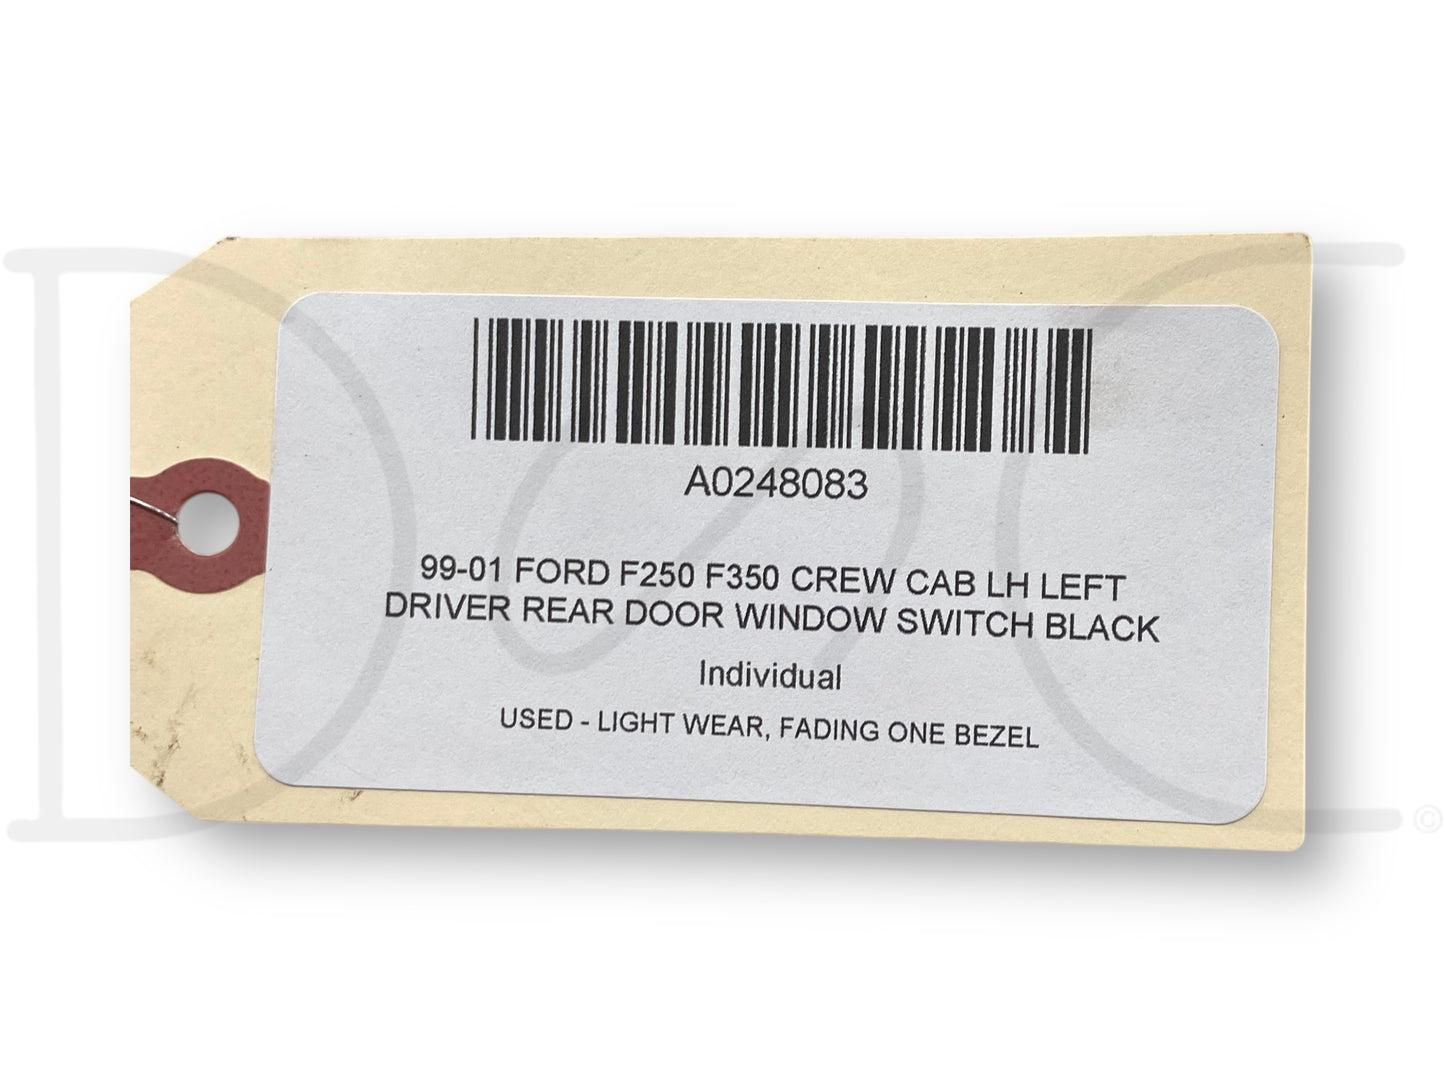 A0248083
99-01 FORD F250 F350 CREW CAB LH LEFT
DRIVER REAR DOOR WINDOW SWITCH BLACK
Individual
USED - LIGHT WEAR, FADING ONE BEZEL
©